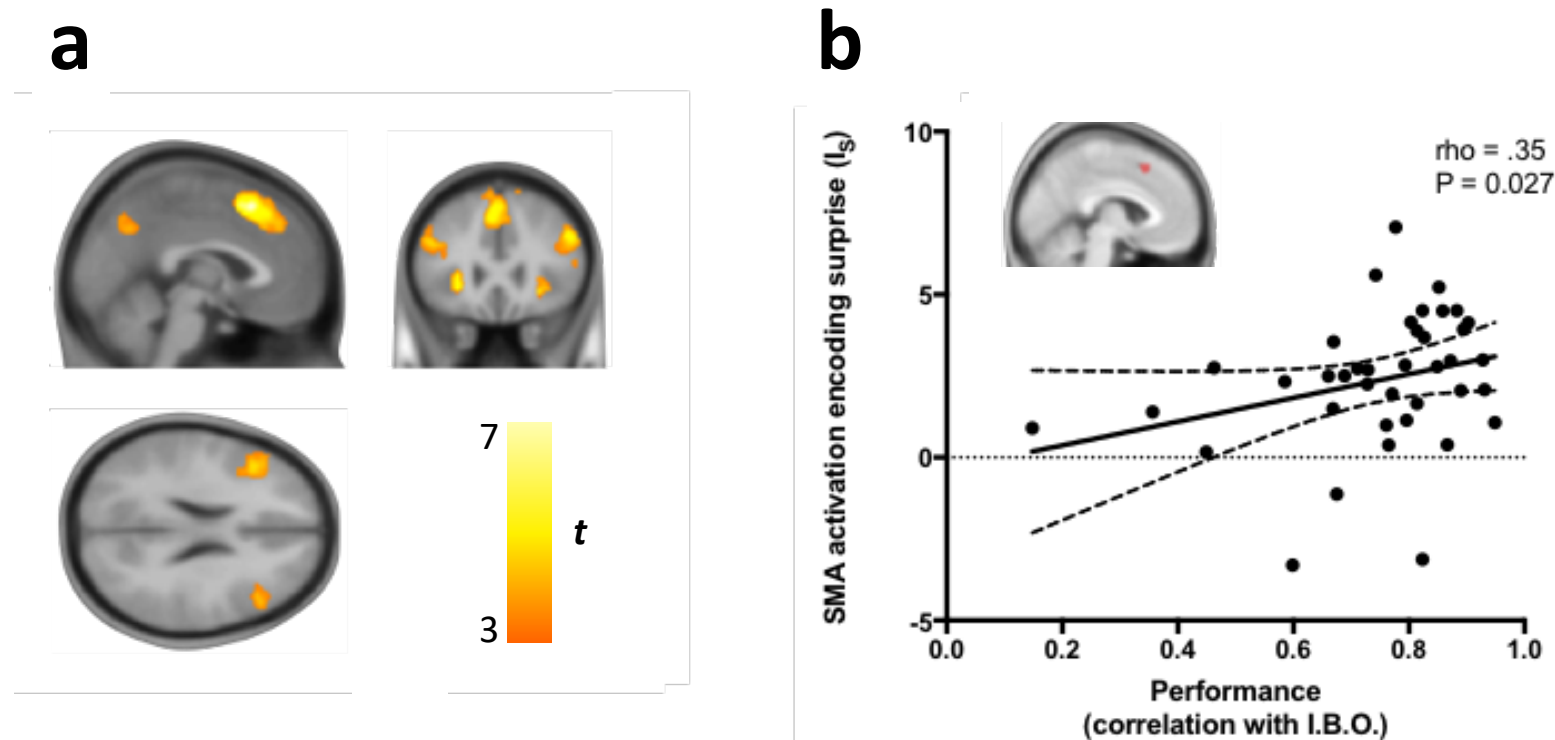 a
7
t
3
b
SMA activation encoding surprise (IS)
10
5
0
-5
rho = .35
P = 0.027
0.0 0.2 0.4 0.6 0.8 1.0
Performance
(correlation with I.B.O.)